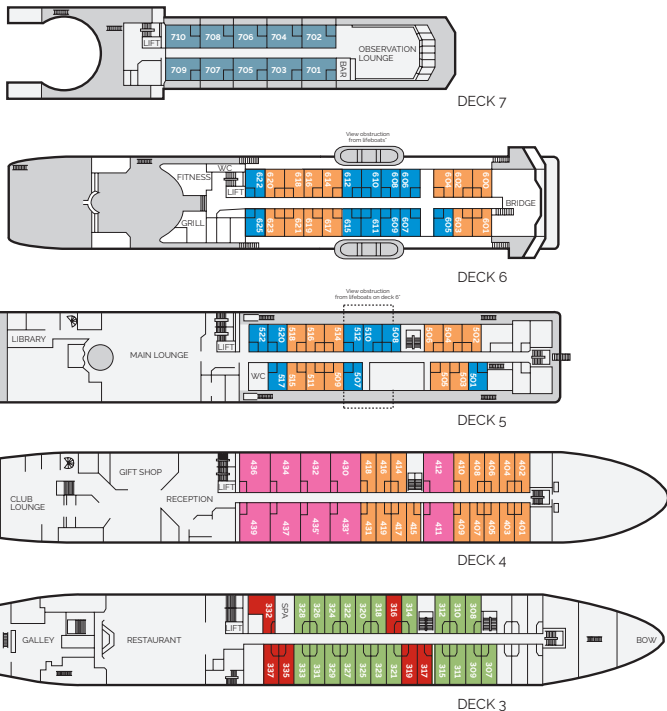 710 708 706 704 702
LIFT
OBSERVATION
LOUNGE
709 707 705 703 701
BAR
DECK 7
View obstruction
from lifeboats*
WC
FITNESS
LIFT
622 620 618 616 614 612 610 608 606 604 602 600
GRILL
625 623 621 619 617 615 611 609 607 605 603 601
BRIDGE
DECK 6
View obstruction
from lifeboats on deck 6*
LIBRARY
MAIN LOUNGE
LIFT
522 520 518 516 514 512 510 508 506 504 502
WC
517 515 511 509 507 505 503 501
DECK 5
GIFT SHOP
CLUB
LOUNGE
RECEPTION
LIFT
436 434 432 430 418 416 414 412 410 408 406 404 402
439 437 435* 433* 431 419 417 415 411 409 407 405 403 401
DECK 4
GALLEY
RESTAURANT
LIFT
332 SPA 328 326 324 322 320 318 316 314 312 310 308
337 335 333 331 329 327 325 323 321 319 317 315 311 309 307
BOW
DECK 3